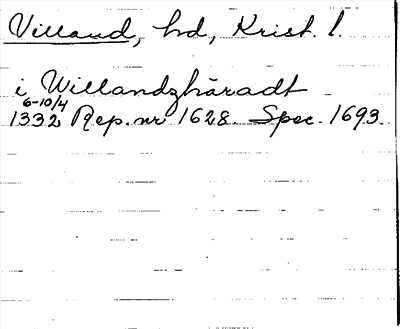 Villand, hd, Krist. l.
i Willandzhäradt
6-10/4
1332 Rep. nr 1628. Spec. 1693.